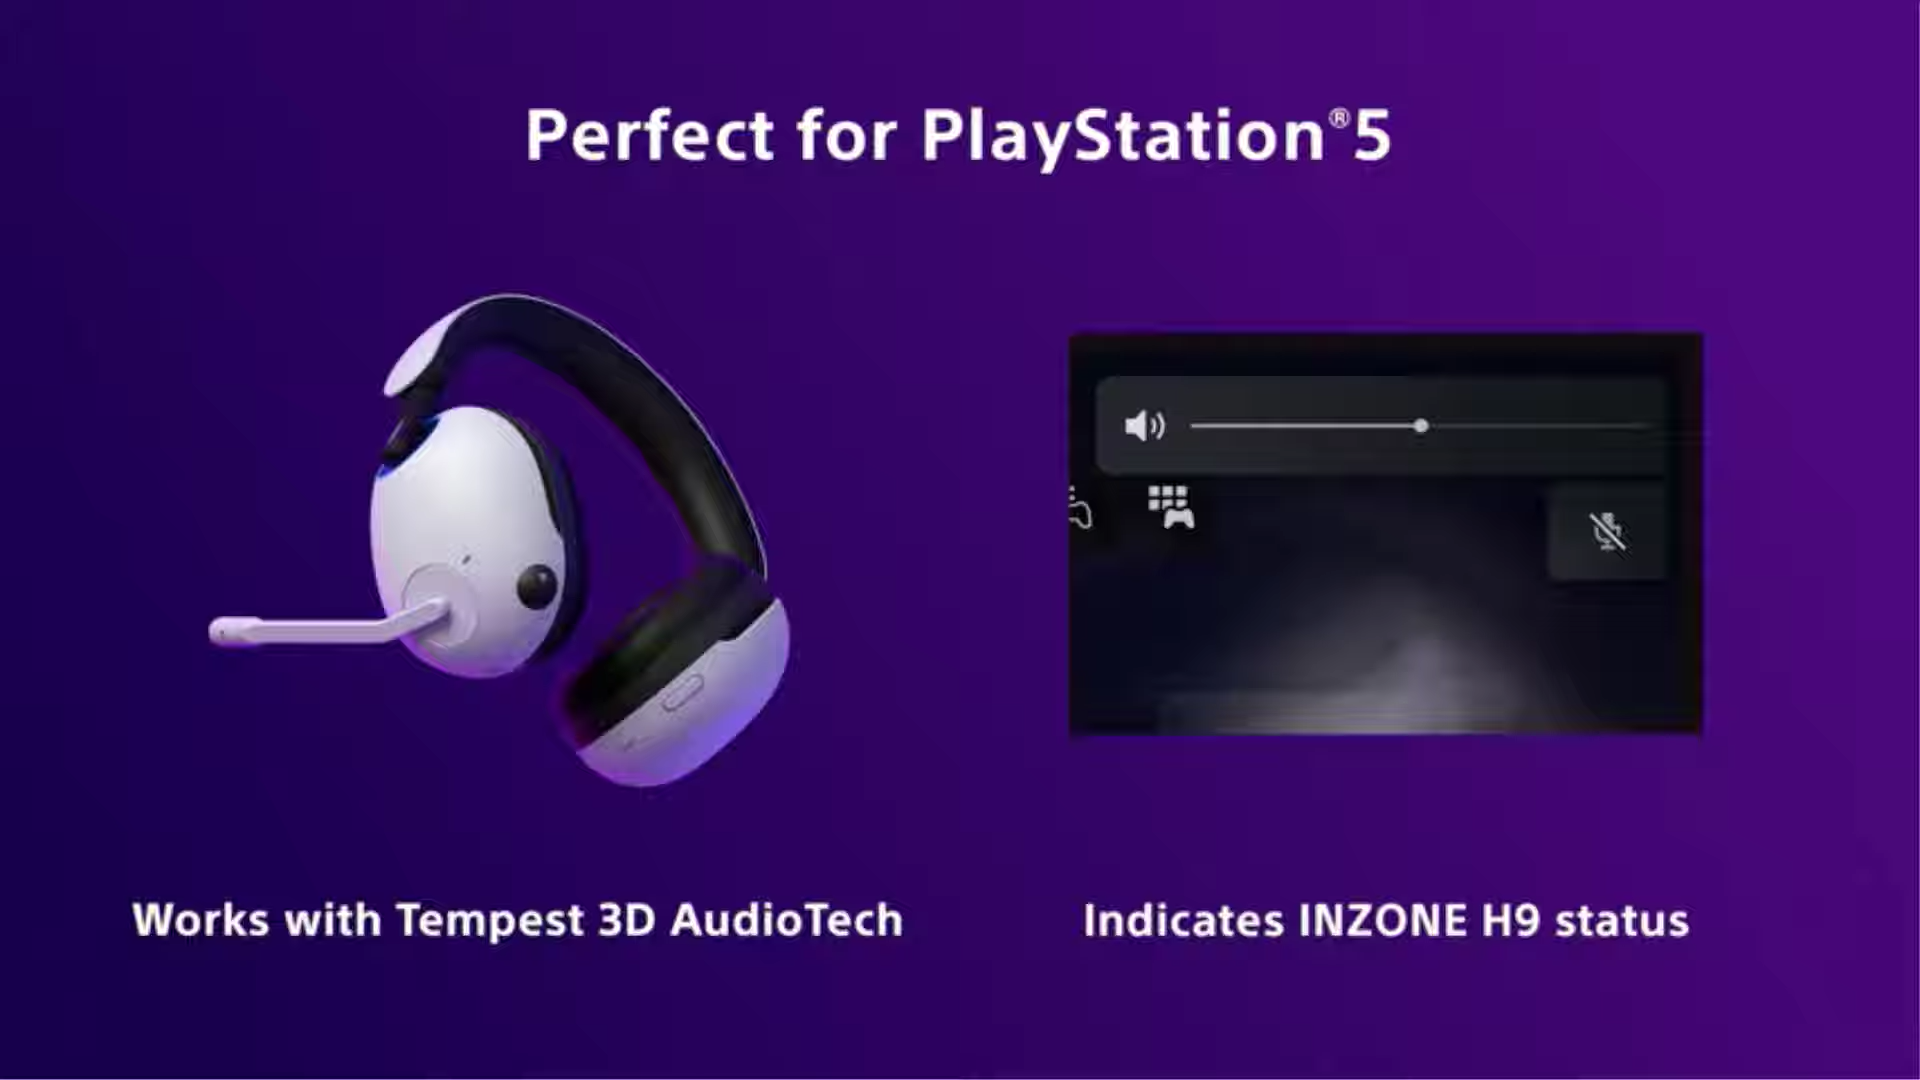 Perfect for PlayStation®5
Works with Tempest 3D AudioTech
Indicates INZONE H9 status